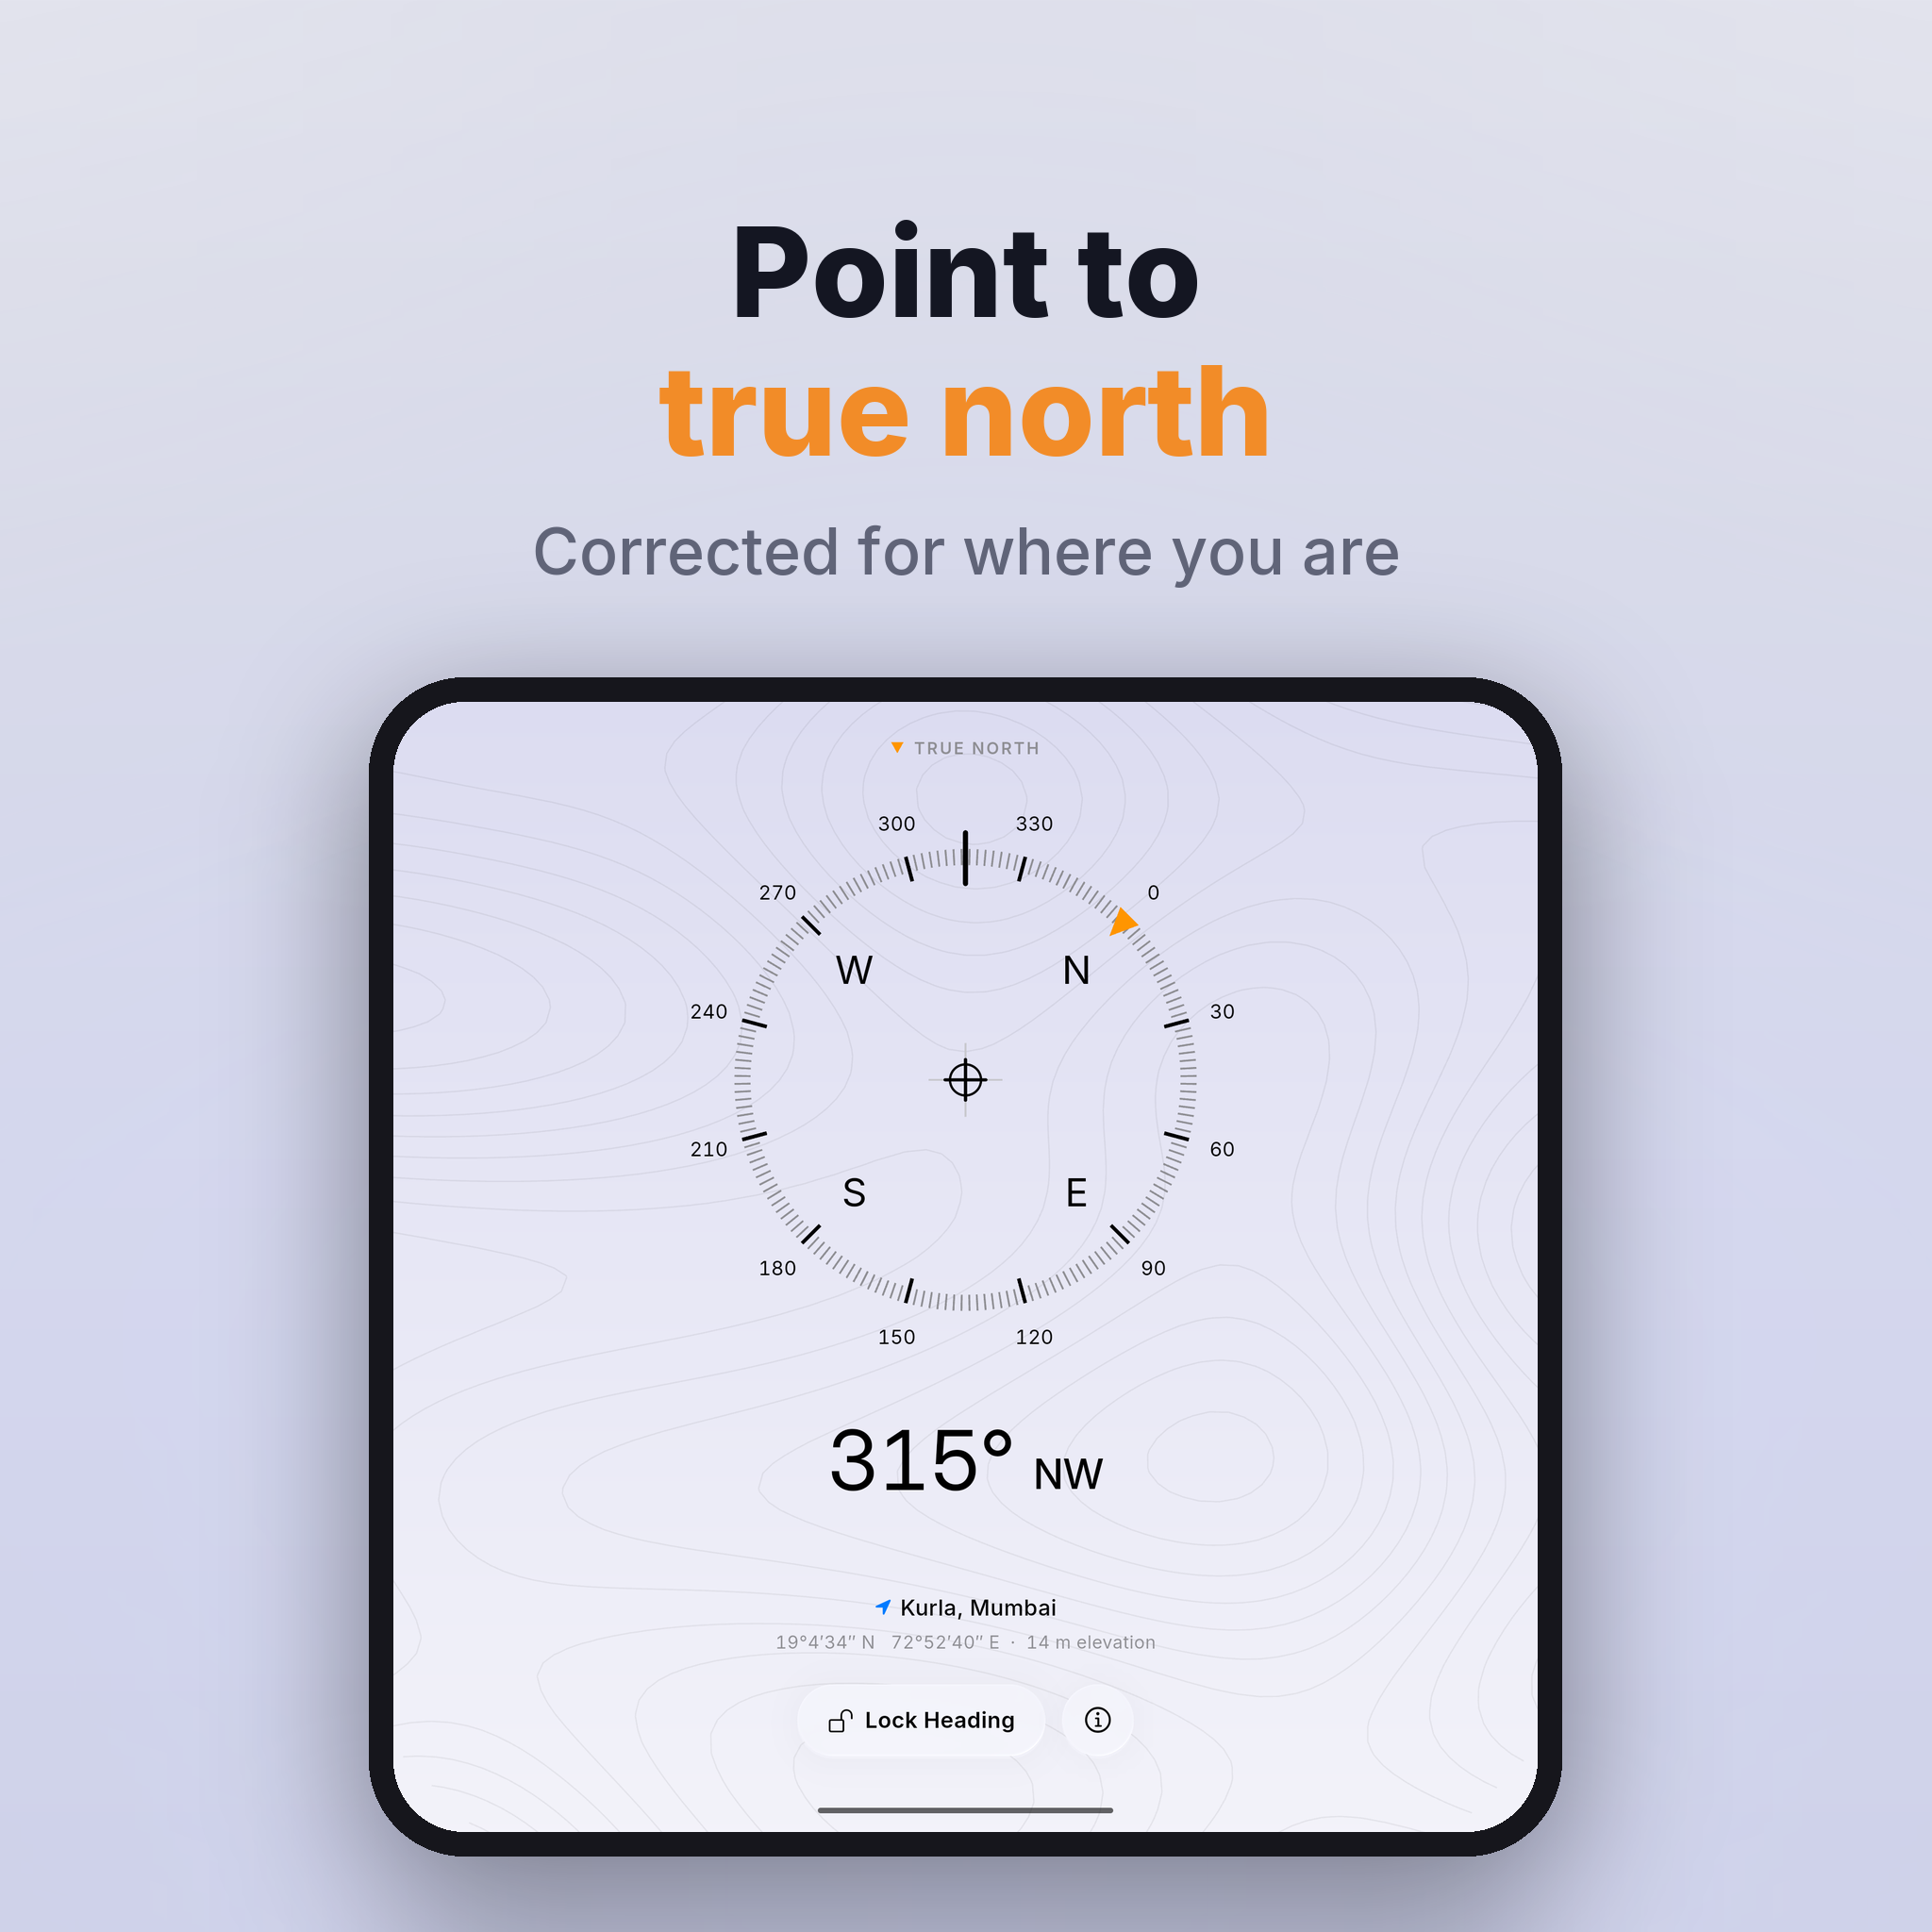 Point to
true north
Corrected for where you are
TRUE NORTH
300 330
270 0
W N
240 30
210 60
S E
180 90
150 120
315° NW
Kurla, Mumbai
19°4′34″ N 72°52′40″ E · 14 m elevation
Lock Heading